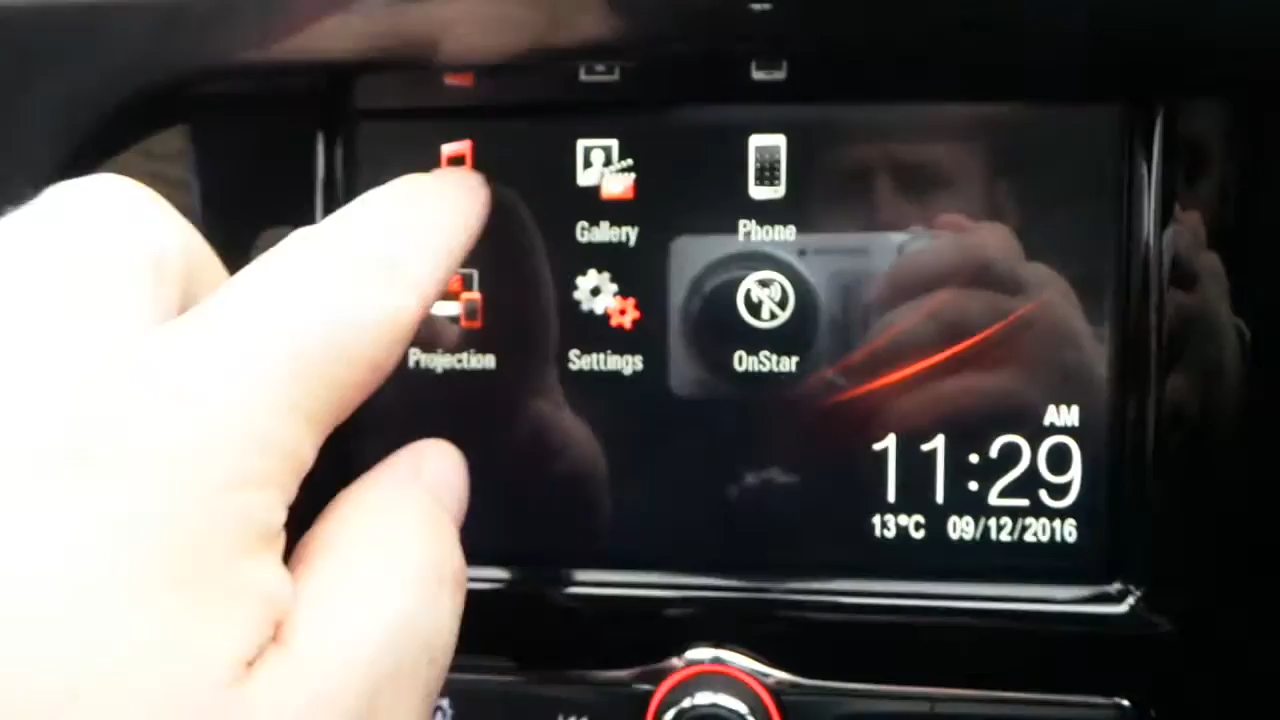 Gallery
Phone
Projection
Settings
OnStar
AM
11:29
13°C 09/12/2016